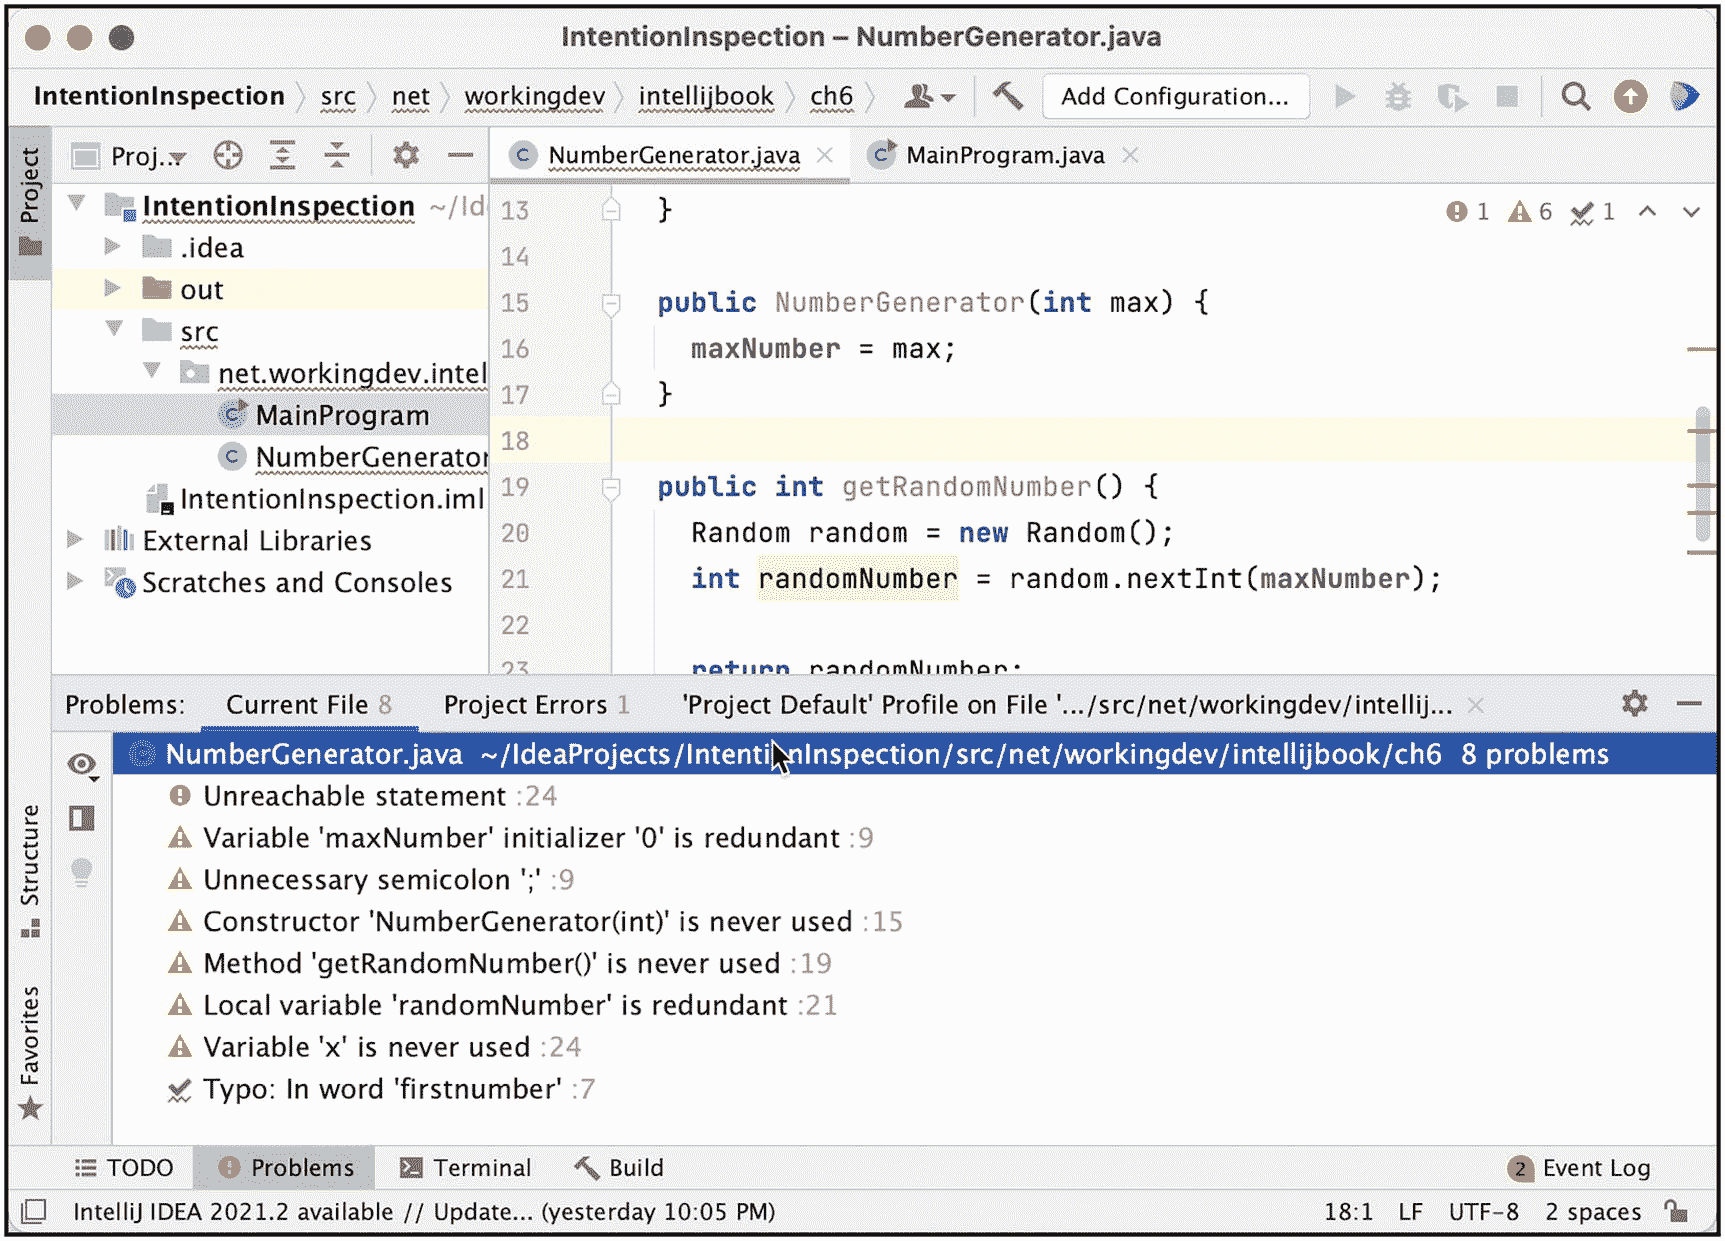 IntentionInspection – NumberGenerator.java
IntentionInspection src net workingdev intellijbook ch6 Add Configuration...
Project
Proj...
NumberGenerator.java
MainProgram.java
IntentionInspection ~/Id
.idea
out
src
net.workingdev.intel
MainProgram
NumberGenerator
IntentionInspection.iml
External Libraries
Scratches and Consoles
1 6 1
13 }
14
15 public NumberGenerator(int max) {
16 maxNumber = max;
17 }
18
19 public int getRandomNumber() {
20 Random random = new Random();
21 int randomNumber = random.nextInt(maxNumber);
22
23 return randomNumber;
Problems: Current File 8 Project Errors 1 'Project Default' Profile on File '.../src/net/workingdev/intellij...
NumberGenerator.java ~/IdeaProjects/IntentionInspection/src/net/workingdev/intellijbook/ch6 8 problems
Unreachable statement :24
Variable 'maxNumber' initializer '0' is redundant :9
Unnecessary semicolon ';' :9
Constructor 'NumberGenerator(int)' is never used :15
Method 'getRandomNumber()' is never used :19
Local variable 'randomNumber' is redundant :21
Variable 'x' is never used :24
Typo: In word 'firstnumber' :7
Structure
Favorites
TODO Problems Terminal Build 2 Event Log
IntelliJ IDEA 2021.2 available // Update... (yesterday 10:05 PM) 18:1 LF UTF-8 2 spaces